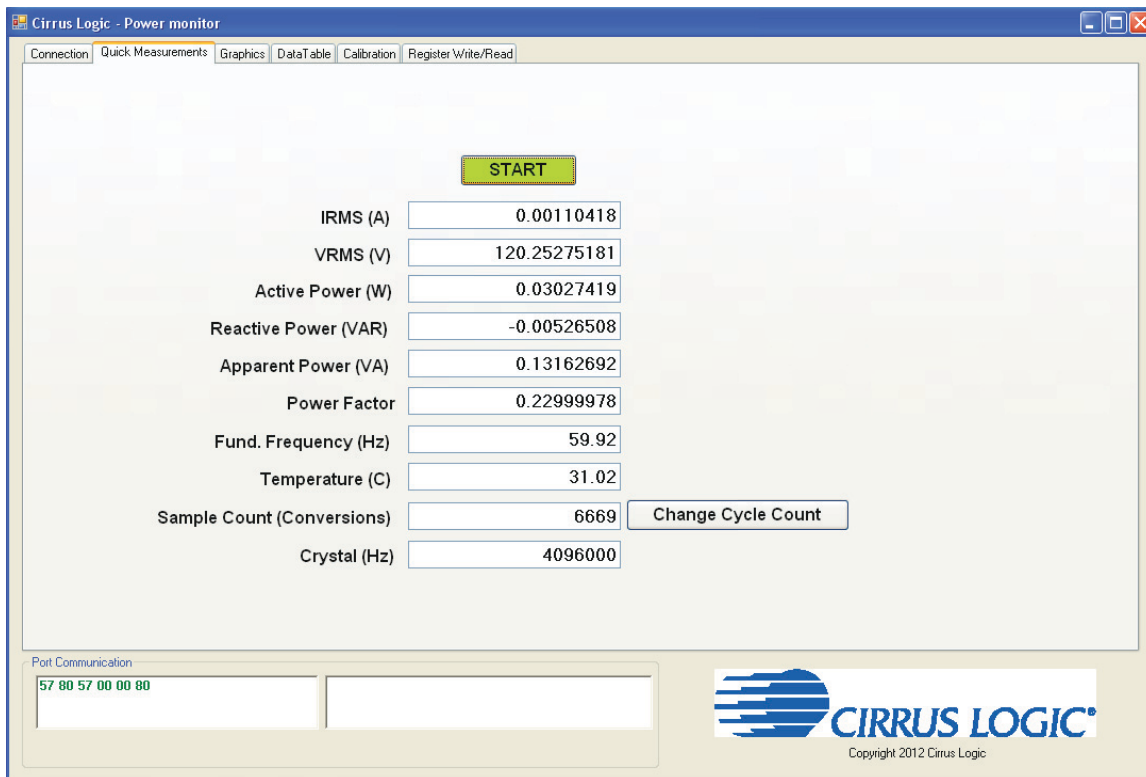 Cirrus Logic - Power monitor
Connection Quick Measurements Graphics DataTable Calibration Register Write/Read
START
IRMS (A) 0.00110418
VRMS (V) 120.25275181
Active Power (W) 0.03027419
Reactive Power (VAR) -0.00526508
Apparent Power (VA) 0.13162692
Power Factor 0.22999978
Fund. Frequency (Hz) 59.92
Temperature (C) 31.02
Sample Count (Conversions) 6669 Change Cycle Count
Crystal (Hz) 4096000
Port Communication
57 80 57 00 00 80
CIRRUS LOGIC®
Copyright 2012 Cirrus Logic